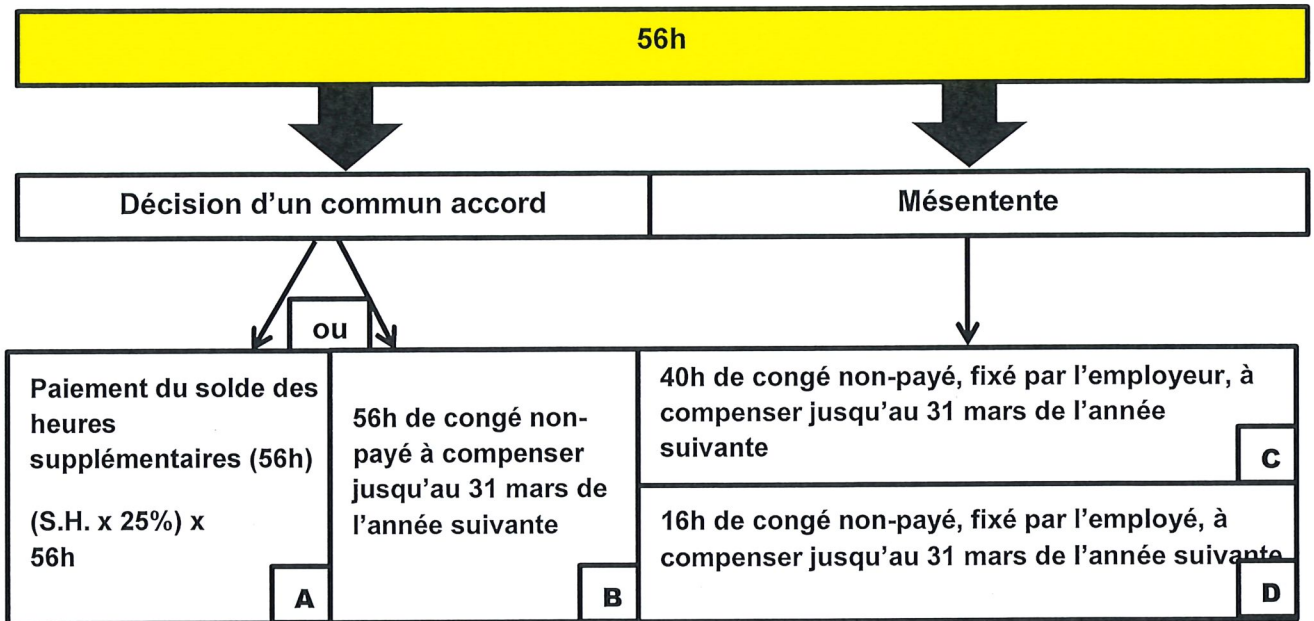 56h
Décision d'un commun accord
Mésentente
ou
Paiement du solde des
heures
supplémentaires (56h)
(S.H. x 25%) x
56h
A
56h de congé non-
payé à compenser
jusqu'au 31 mars de
l'année suivante
B
40h de congé non-payé, fixé par l'employeur, à
compenser jusqu'au 31 mars de l'année
suivante
C
16h de congé non-payé, fixé par l'employé, à
compenser jusqu'au 31 mars de l'année suivante
D